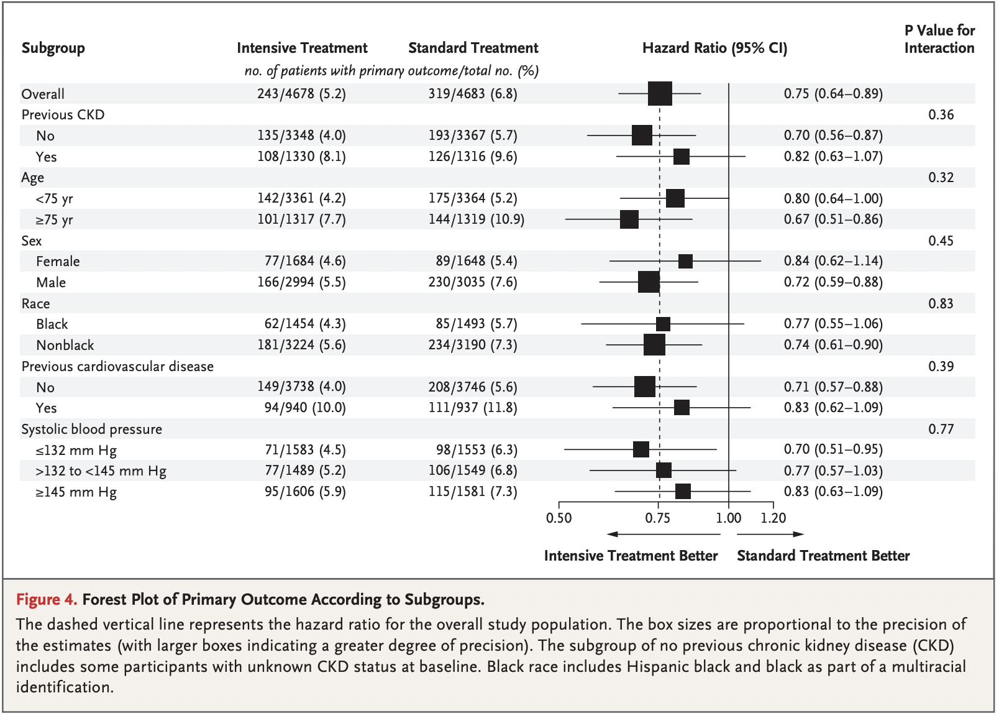 P Value for
Subgroup Intensive Treatment Standard Treatment Hazard Ratio (95% CI) Interaction
no. of patients with primary outcome/total no. (%)
Overall 243/4678 (5.2) 319/4683 (6.8) 0.75 (0.64–0.89)
Previous CKD 0.36
No 135/3348 (4.0) 193/3367 (5.7) 0.70 (0.56–0.87)
Yes 108/1330 (8.1) 126/1316 (9.6) 0.82 (0.63–1.07)
Age 0.32
<75 yr 142/3361 (4.2) 175/3364 (5.2) 0.80 (0.64–1.00)
≥75 yr 101/1317 (7.7) 144/1319 (10.9) 0.67 (0.51–0.86)
Sex 0.45
Female 77/1684 (4.6) 89/1648 (5.4) 0.84 (0.62–1.14)
Male 166/2994 (5.5) 230/3035 (7.6) 0.72 (0.59–0.88)
Race 0.83
Black 62/1454 (4.3) 85/1493 (5.7) 0.77 (0.55–1.06)
Nonblack 181/3224 (5.6) 234/3190 (7.3) 0.74 (0.61–0.90)
Previous cardiovascular disease 0.39
No 149/3738 (4.0) 208/3746 (5.6) 0.71 (0.57–0.88)
Yes 94/940 (10.0) 111/937 (11.8) 0.83 (0.62–1.09)
Systolic blood pressure 0.77
≤132 mm Hg 71/1583 (4.5) 98/1553 (6.3) 0.70 (0.51–0.95)
>132 to <145 mm Hg 77/1489 (5.2) 106/1549 (6.8) 0.77 (0.57–1.03)
≥145 mm Hg 95/1606 (5.9) 115/1581 (7.3) 0.83 (0.63–1.09)
0.50 0.75 1.00 1.20
Intensive Treatment Better Standard Treatment Better
Figure 4. Forest Plot of Primary Outcome According to Subgroups.
The dashed vertical line represents the hazard ratio for the overall study population. The box sizes are proportional to the precision of
the estimates (with larger boxes indicating a greater degree of precision). The subgroup of no previous chronic kidney disease (CKD)
includes some participants with unknown CKD status at baseline. Black race includes Hispanic black and black as part of a multiracial
identification.